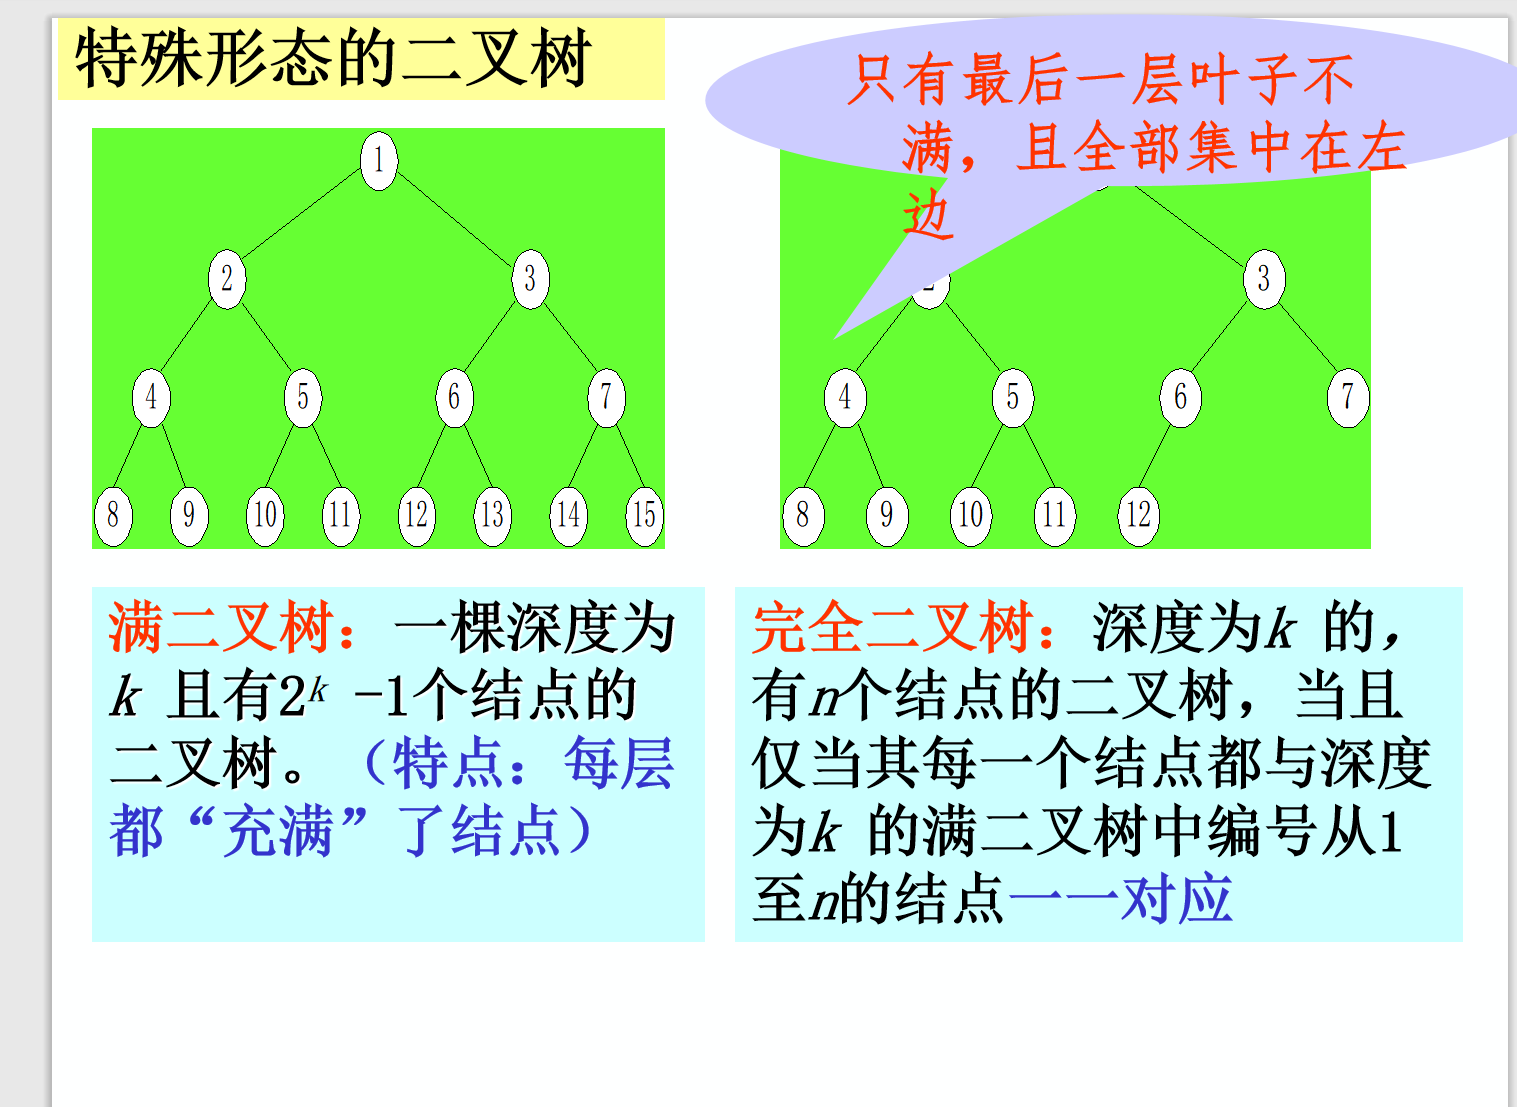 特殊形态的二叉树
只有最后一层叶子不
满，且全部集中在左
边
1
2
3
4
5
6
7
8
9
10
11
12
13
14
15
2
3
4
5
6
7
8
9
10
11
12
满二叉树：一棵深度为
k 且有2ᵏ -1个结点的
二叉树。（特点：每层
都“充满”了结点）
完全二叉树：深度为k 的，
有n个结点的二叉树，当且
仅当其每一个结点都与深度
为k 的满二叉树中编号从1
至n的结点一一对应